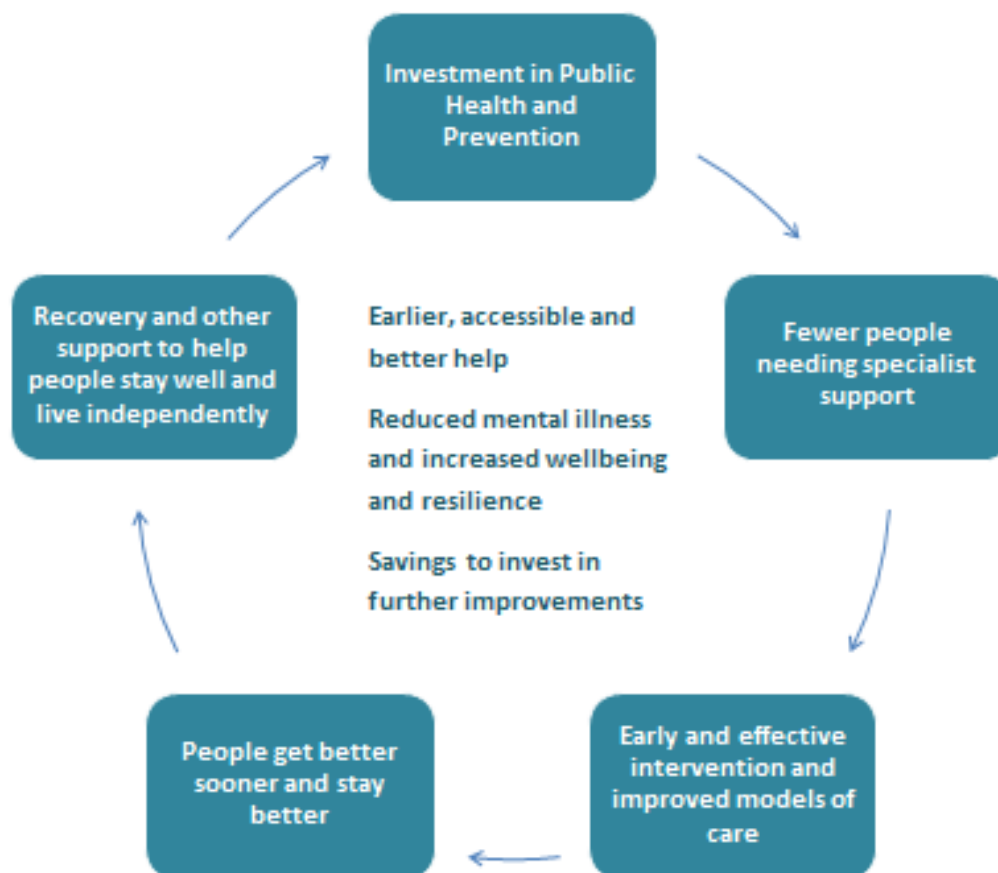 Investment in Public
Health and
Prevention
Recovery and other
support to help
people stay well and
live independently
Earlier, accessible and
better help
Reduced mental illness
and increased wellbeing
and resilience
Savings to invest in
further improvements
Fewer people
needing specialist
support
People get better
sooner and stay
better
Early and effective
intervention and
improved models of
care